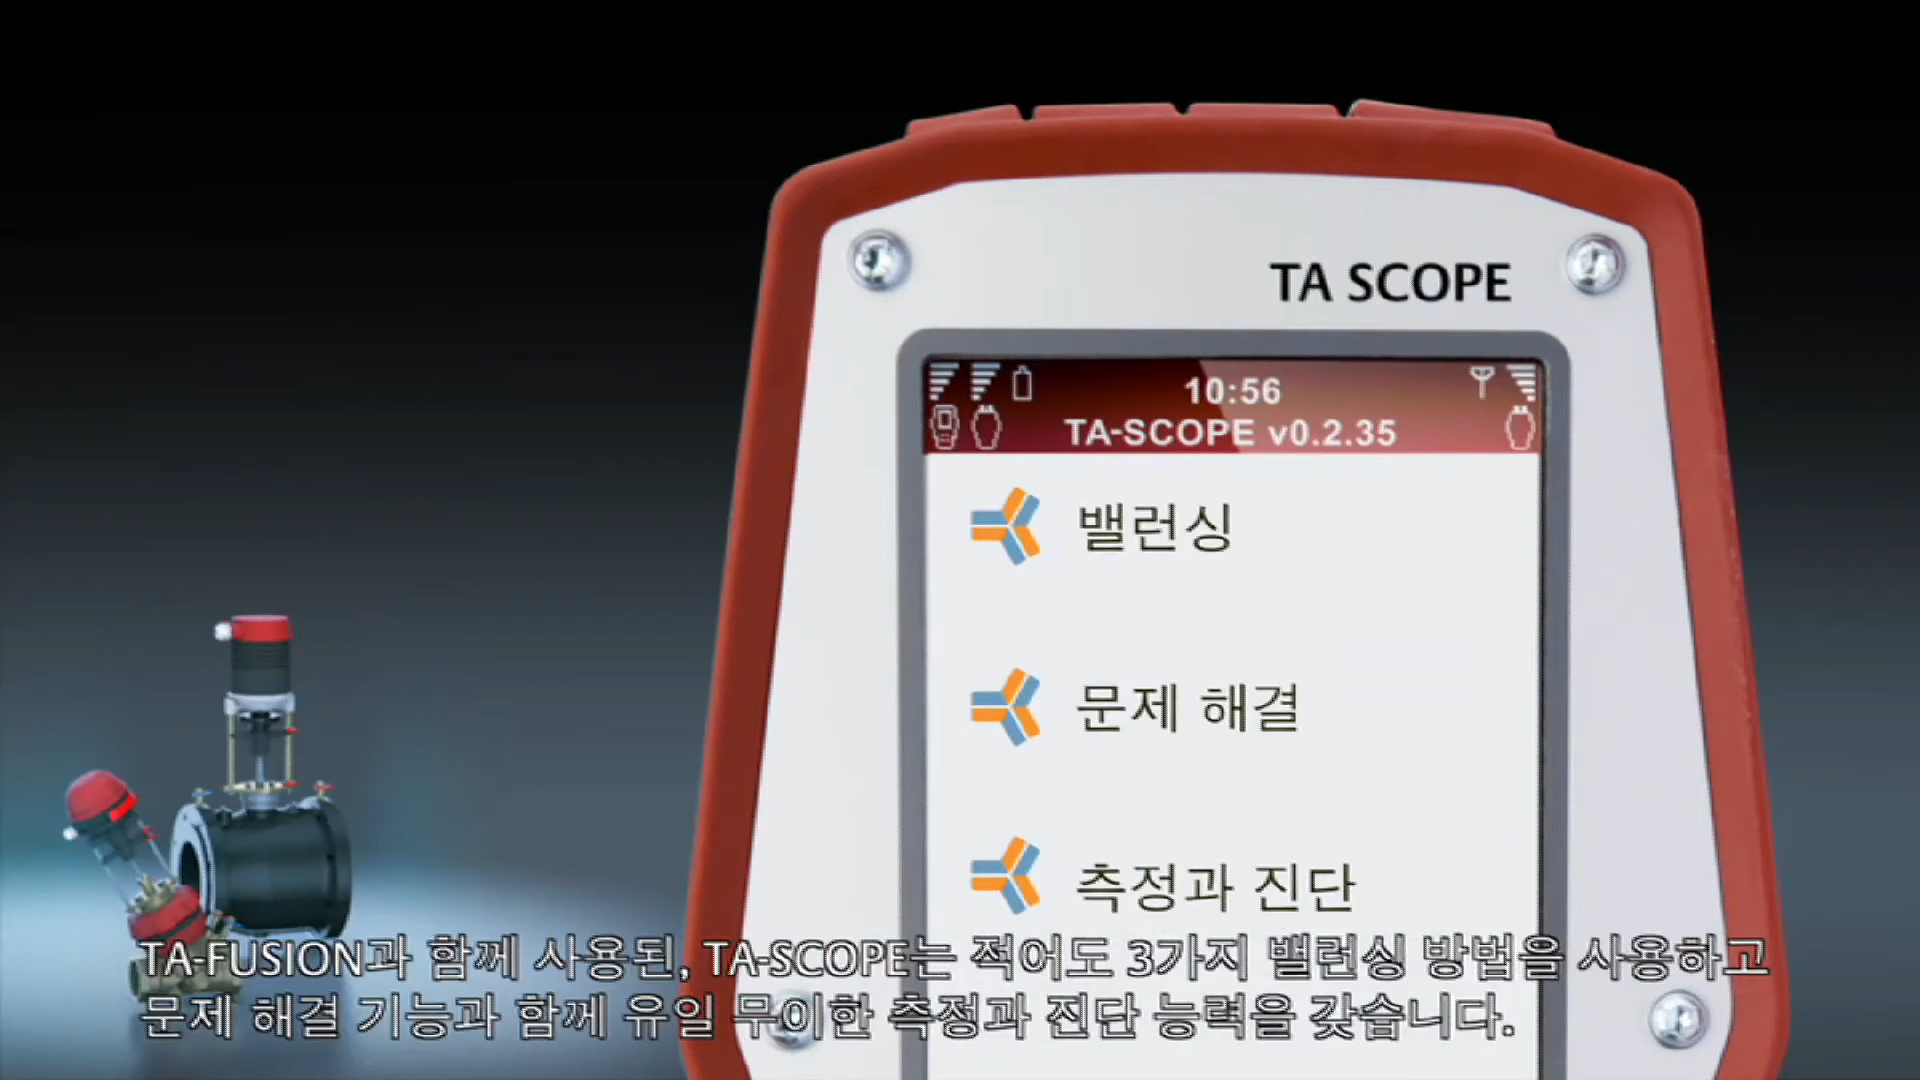 TA SCOPE
10:56
TA-SCOPE v0.2.35
밸런싱
문제 해결
측정과 진단
TA-FUSION과 함께 사용된, TA-SCOPE는 적어도 3가지 밸런싱 방법을 사용하고
문제 해결 기능과 함께 유일 무이한 측정과 진단 능력을 갖습니다.